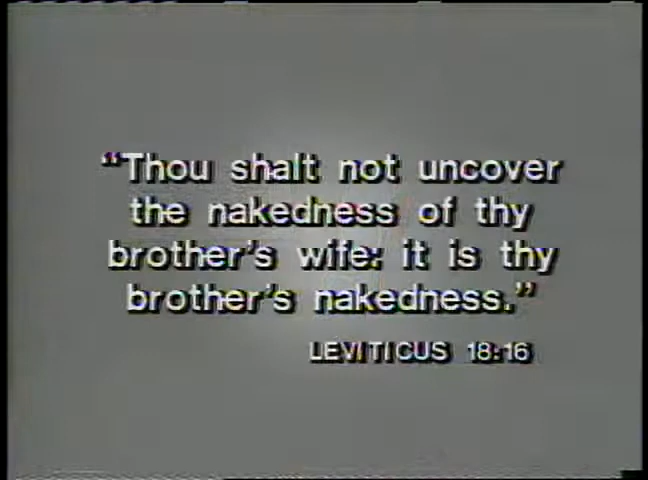 “Thou shalt not uncover
the nakedness of thy
brother’s wife: it is thy
brother’s nakedness.”
LEVITICUS 18:16